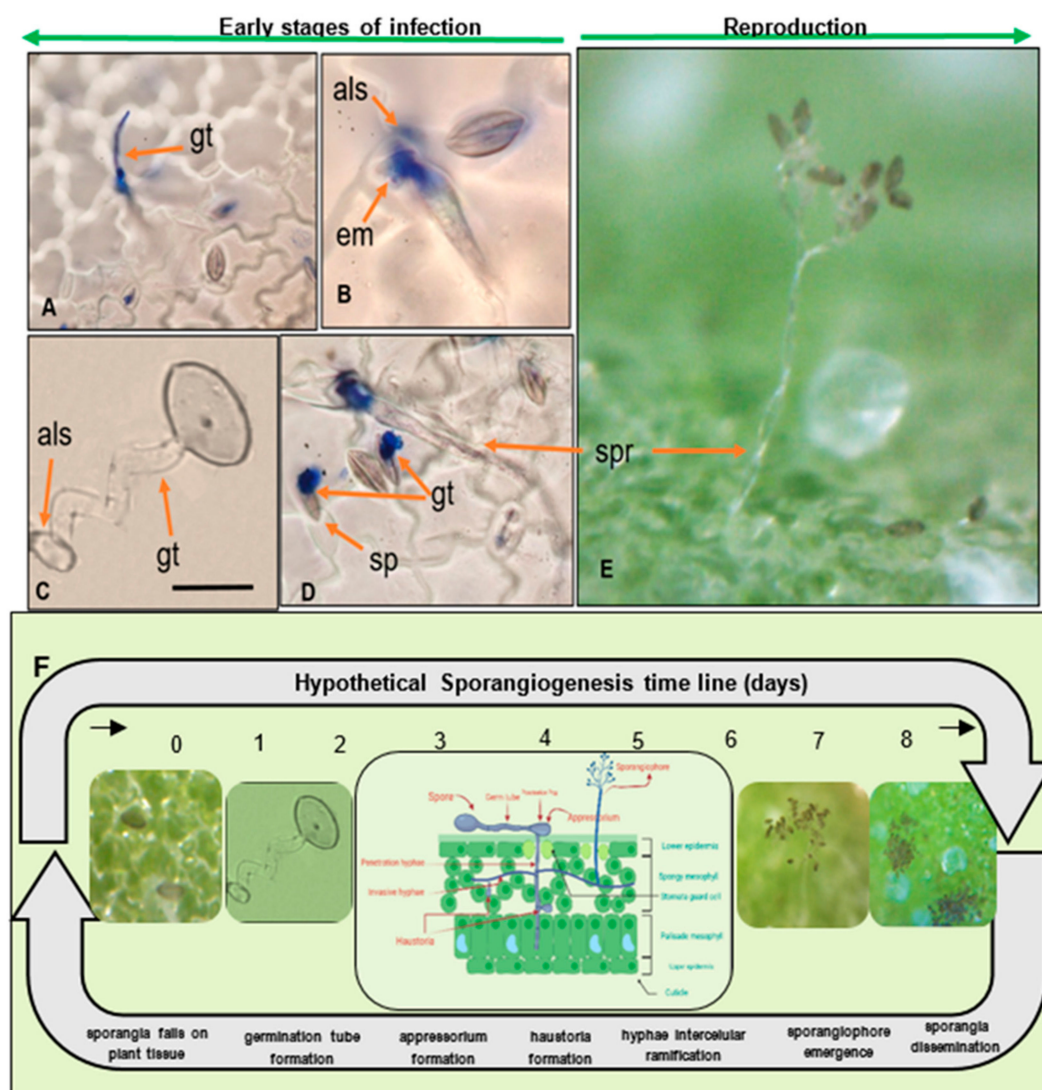 Early stages of infection
Reproduction
gt
A
als
em
B
als
gt
C
spr
gt
sp
D
E
F
Hypothetical Sporangiogenesis time line (days)
0 1 2 3 4 5 6 7 8
Sporangiophore
Spore
Germ tube
Appressorium
Lower epidermis
Penetration hyphae
Spongy mesophyll
Invasive hyphae
Stomata guard cell
Haustoria
Palisade mesophyll
epidermis
Cuticle
sporangia falls on
plant tissue
germination tube
formation
appressorium
formation
haustoria
formation
hyphae intercelular
ramification
sporangiophore
emergence
sporangia
dissemination